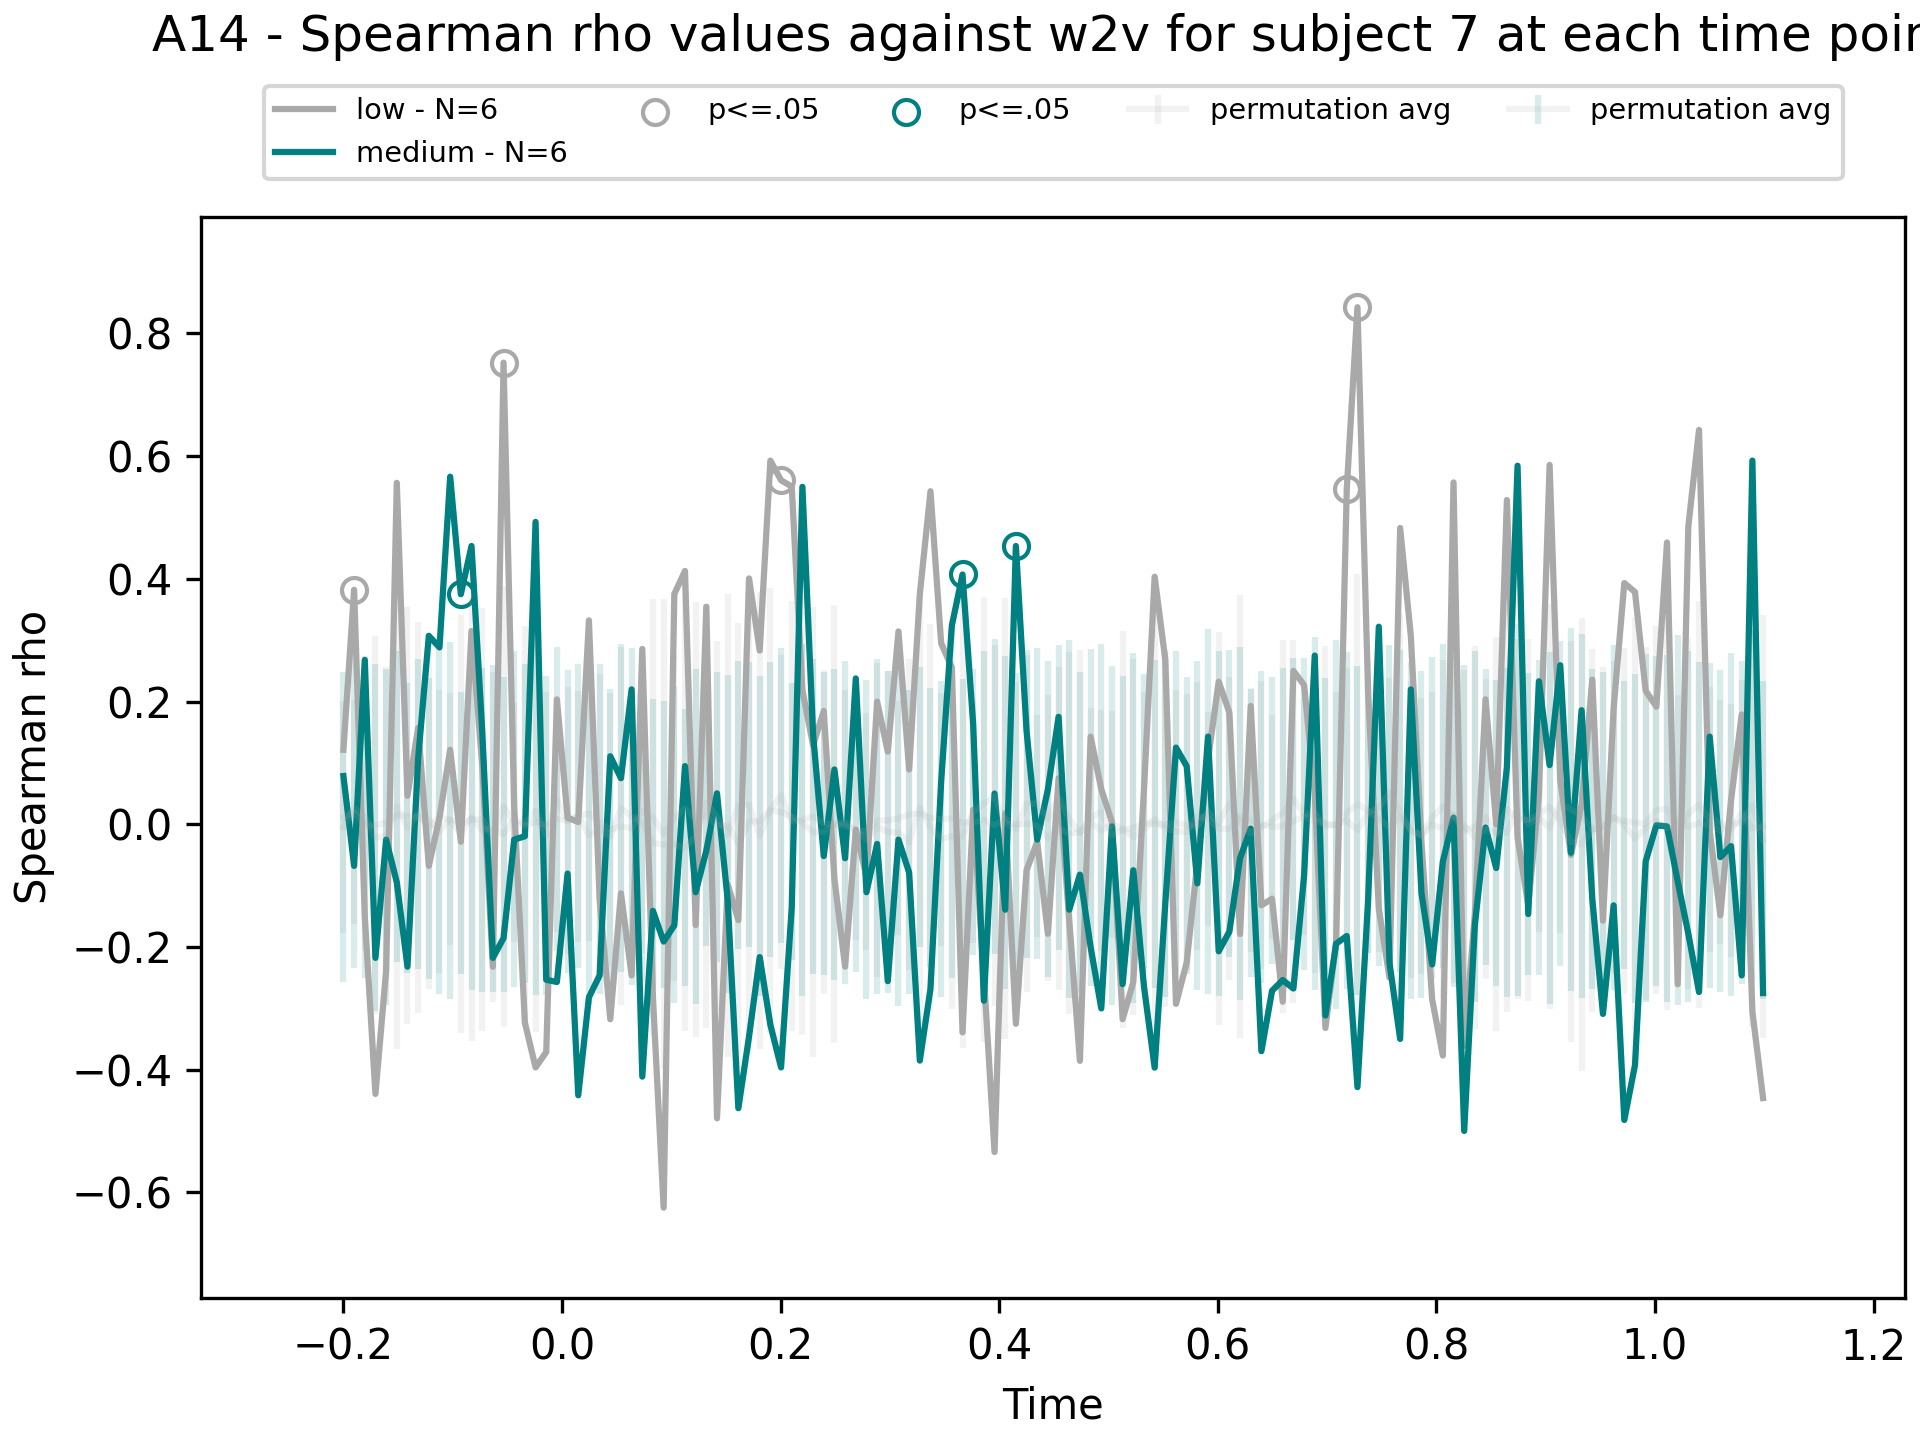 A14 - Spearman rho values against w2v for subject 7 at each time poin
low - N=6
medium - N=6
p<=.05
p<=.05
permutation avg
permutation avg
Spearman rho
0.8
0.6
0.4
0.2
0.0
−0.2
−0.4
−0.6
−0.2 0.0 0.2 0.4 0.6 0.8 1.0 1.2
Time